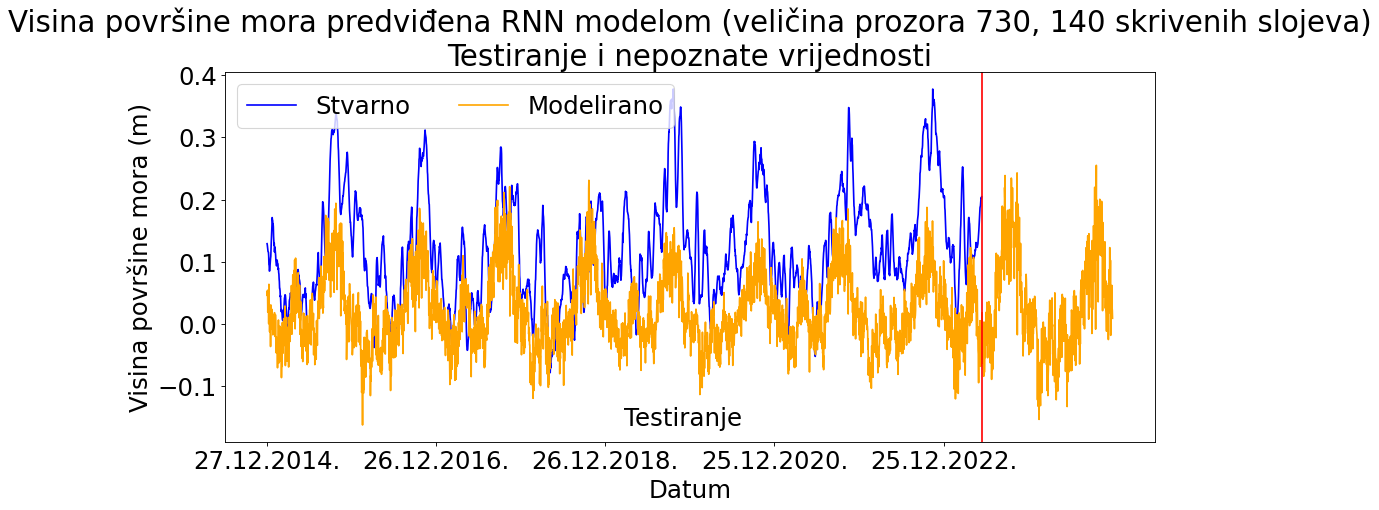 Visina površine mora predviđena RNN modelom (veličina prozora 730, 140 skrivenih slojeva)
Testiranje i nepoznate vrijednosti
Stvarno Modelirano
Visina površine mora (m)
0.4
0.3
0.2
0.1
0.0
−0.1
Testiranje
27.12.2014. 26.12.2016. 26.12.2018. 25.12.2020. 25.12.2022.
Datum